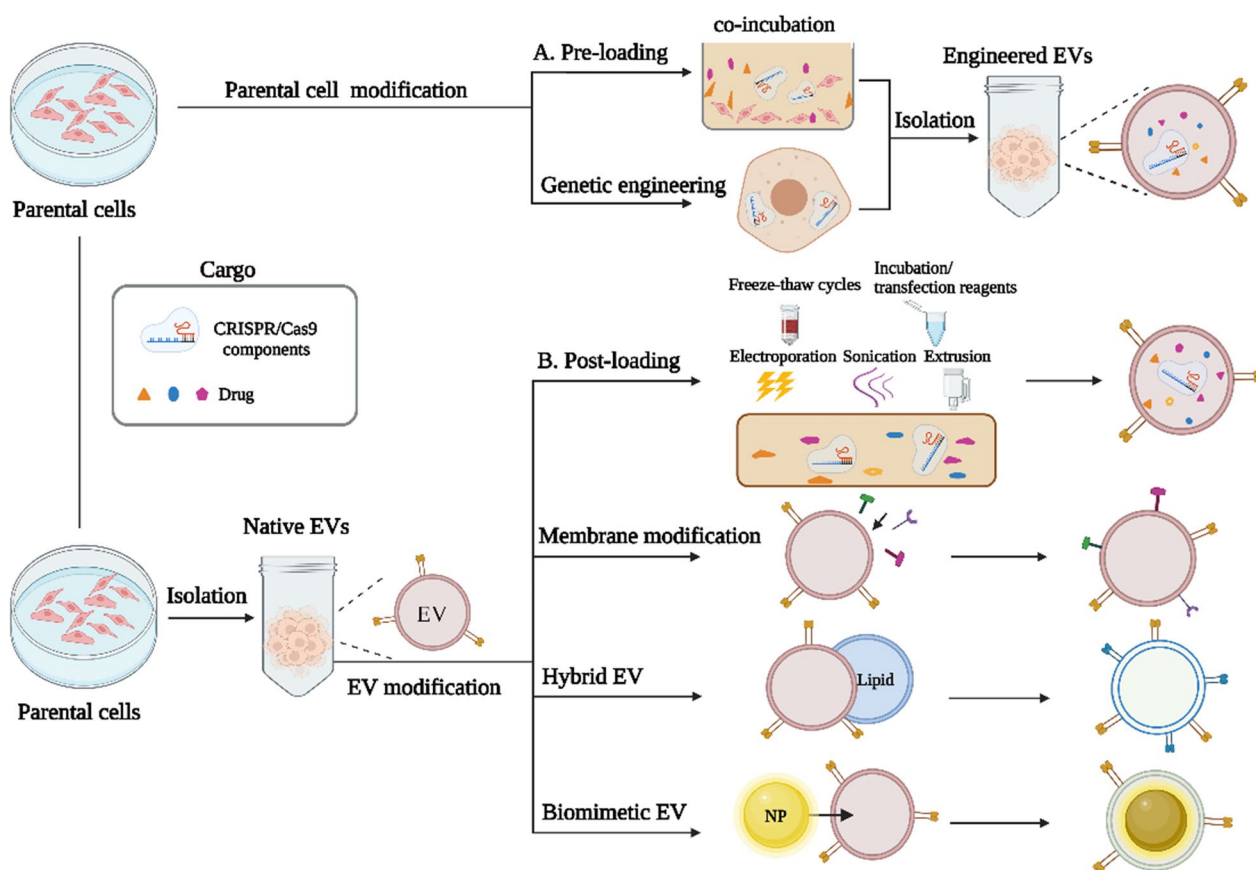 co-incubation
A. Pre-loading
Engineered EVs
Parental cell  modification
Isolation
Genetic engineering
Parental cells
Cargo
CRISPR/Cas9
components
Drug
Freeze-thaw cycles
Incubation/
transfection reagents
B. Post-loading
Electroporation
Sonication
Extrusion
Native EVs
Membrane modification
Isolation
EV
EV modification
Parental cells
Hybrid EV
Lipid
Biomimetic EV
NP